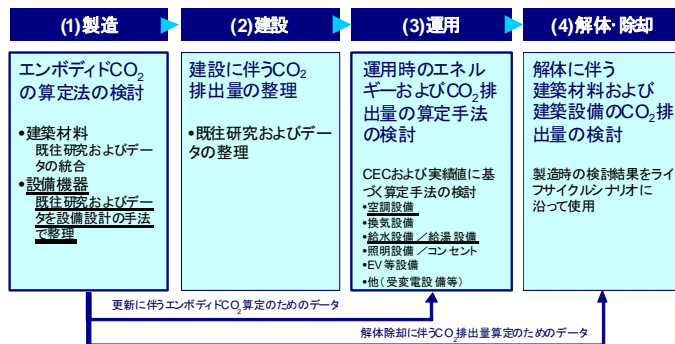 (1)製造
(2)建設
(3)運用
(4)解体・除却
エンボディドCO2
の算定法の検討
•建築材料
既往研究およびデー
タの統合
•設備機器
既往研究およびデー
タを設備設計の手法
で整理
建設に伴うCO2
排出量の整理
•既往研究およびデー
タの整理
運用時のエネル
ギーおよびCO2排
出量の算定手法
の検討
CECおよび実績値に基
づく算定手法の検討
•空調設備
•換気設備
•給水設備／給湯設備
•照明設備／コンセント
•EV等設備
•他(受変電設備等)
解体に伴う
建築材料および
建築設備のCO2排
出量の検討
製造時の検討結果をライ
フサイクルシナリオに
沿って使用
更新に伴うエンボディドCO2算定のためのデータ
解体除却に伴うCO2排出量算定のためのデータ